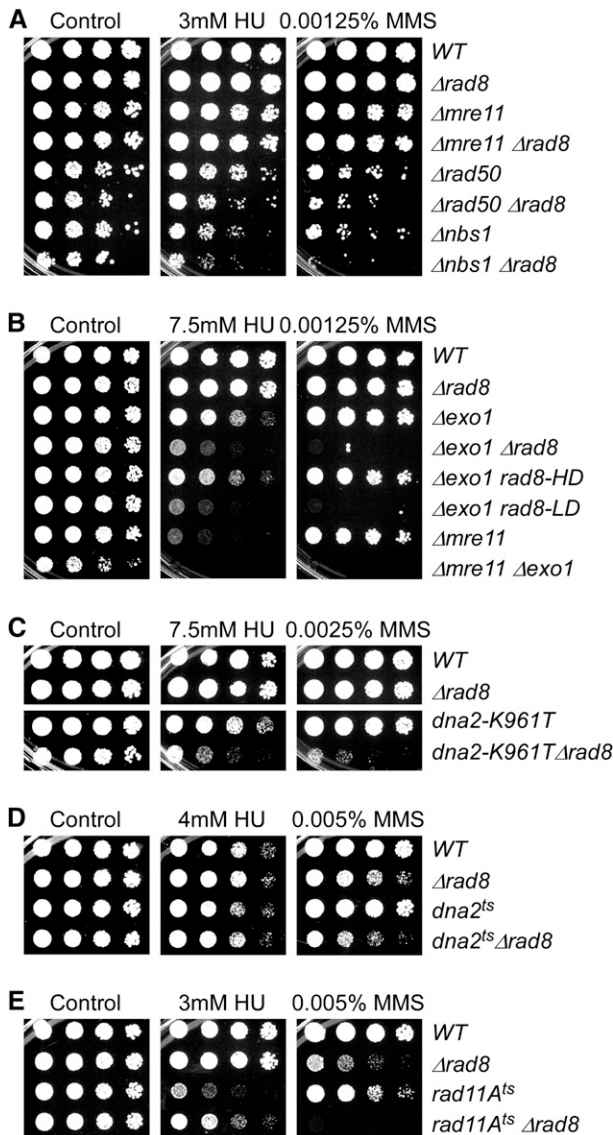 A
Control 3mM HU 0.00125% MMS
WT
Δrad8
Δmre11
Δmre11 Δrad8
Δrad50
Δrad50 Δrad8
Δnbs1
Δnbs1 Δrad8
B
Control 7.5mM HU 0.00125% MMS
WT
Δrad8
Δexo1
Δexo1 Δrad8
Δexo1 rad8-HD
Δexo1 rad8-LD
Δmre11
Δmre11 Δexo1
C
Control 7.5mM HU 0.0025% MMS
WT
Δrad8
dna2-K961T
dna2-K961TΔrad8
D
Control 4mM HU 0.005% MMS
WT
Δrad8
dna2ts
dna2tsΔrad8
E
Control 3mM HU 0.005% MMS
WT
Δrad8
rad11Ats
rad11Ats Δrad8